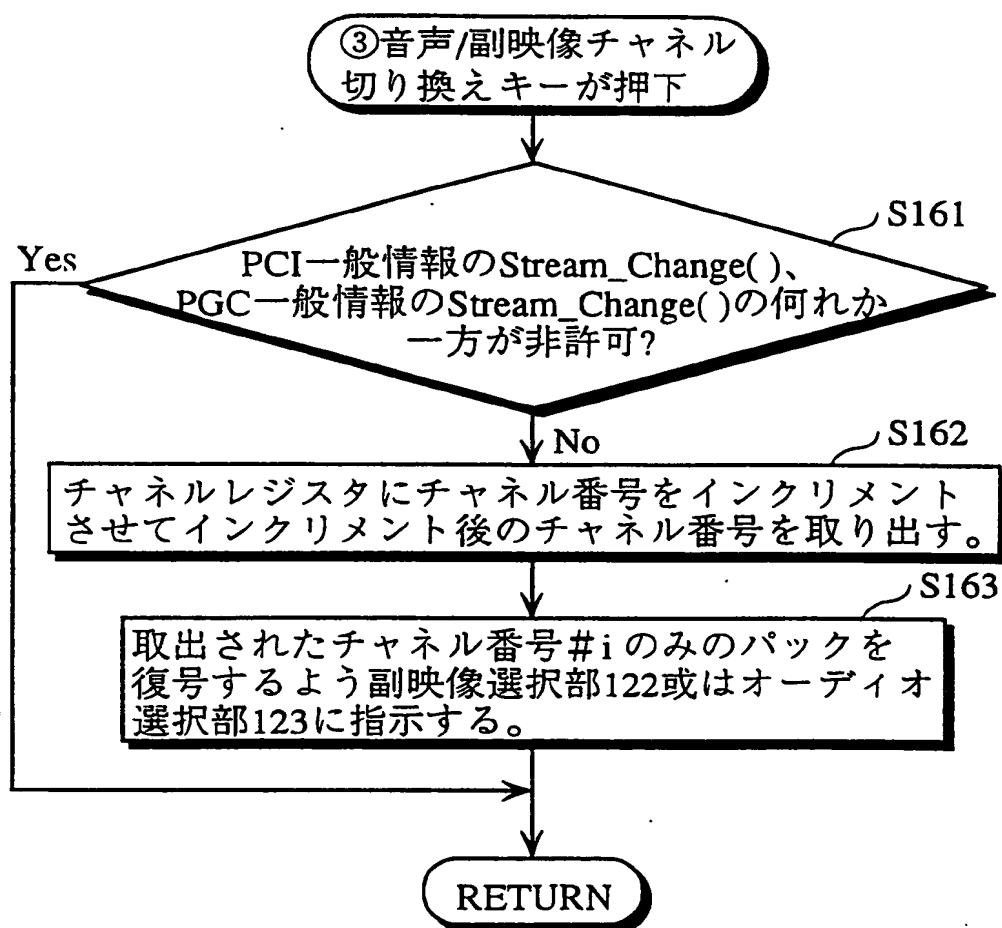 ③音声/副映像チャネル
切り換えキーが押下
S161
Yes
PCI一般情報のStream_Change( )、
PGC一般情報のStream_Change( )の何れか
一方が非許可?
No
S162
チャネルレジスタにチャネル番号をインクリメント
させてインクリメント後のチャネル番号を取り出す。
S163
取出されたチャネル番号#iのみのパックを
復号するよう副映像選択部122或はオーディオ
選択部123に指示する。
RETURN